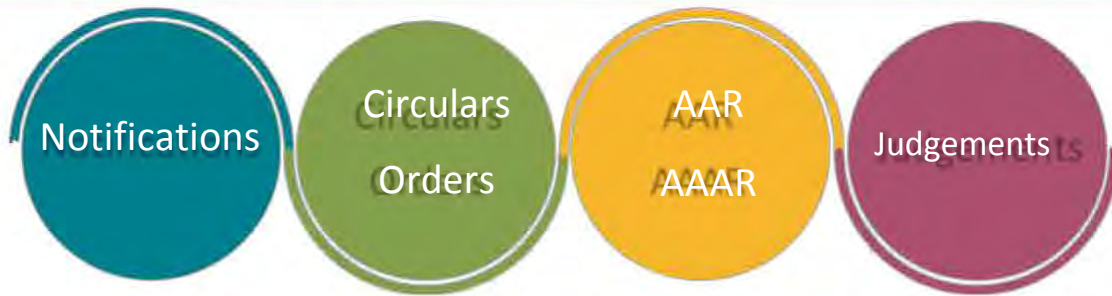 Notifications
Circulars
Orders
AAR
AAAR
Judgements